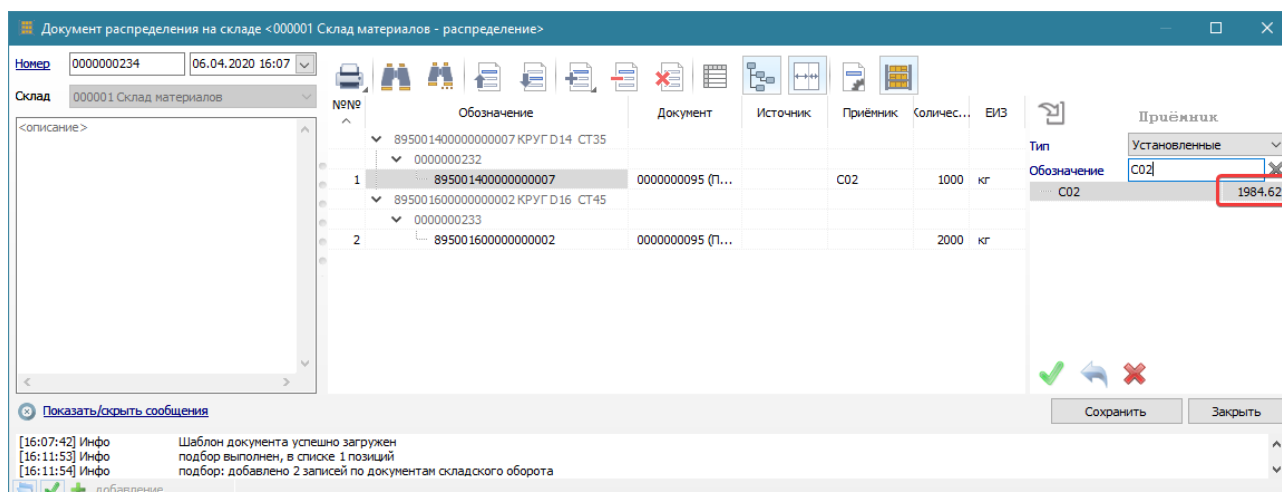 Документ распределения на складе <000001 Склад материалов - распределение>
Номер 0000000234 06.04.2020 16:07
Склад 000001 Склад материалов
<описание>
№№ Обозначение Документ Источник Приёмник Количес... ЕИЗ
895001400000000007 КРУГ D14 СТ35
0000000232
1 895001400000000007 0000000095 (П... С02 1000 кг
895001600000000002 КРУГ D16 СТ45
0000000233
2 895001600000000002 0000000095 (П... 2000 кг
Приёмник
Тип Установленные
Обозначение С02
С02 1984.62
Сохранить Закрыть
Показать/скрыть сообщения
[16:07:42] Инфо Шаблон документа успешно загружен
[16:11:53] Инфо подбор выполнен, в списке 1 позиций
[16:11:54] Инфо подбор: добавлено 2 записей по документам складского оборота
добавление